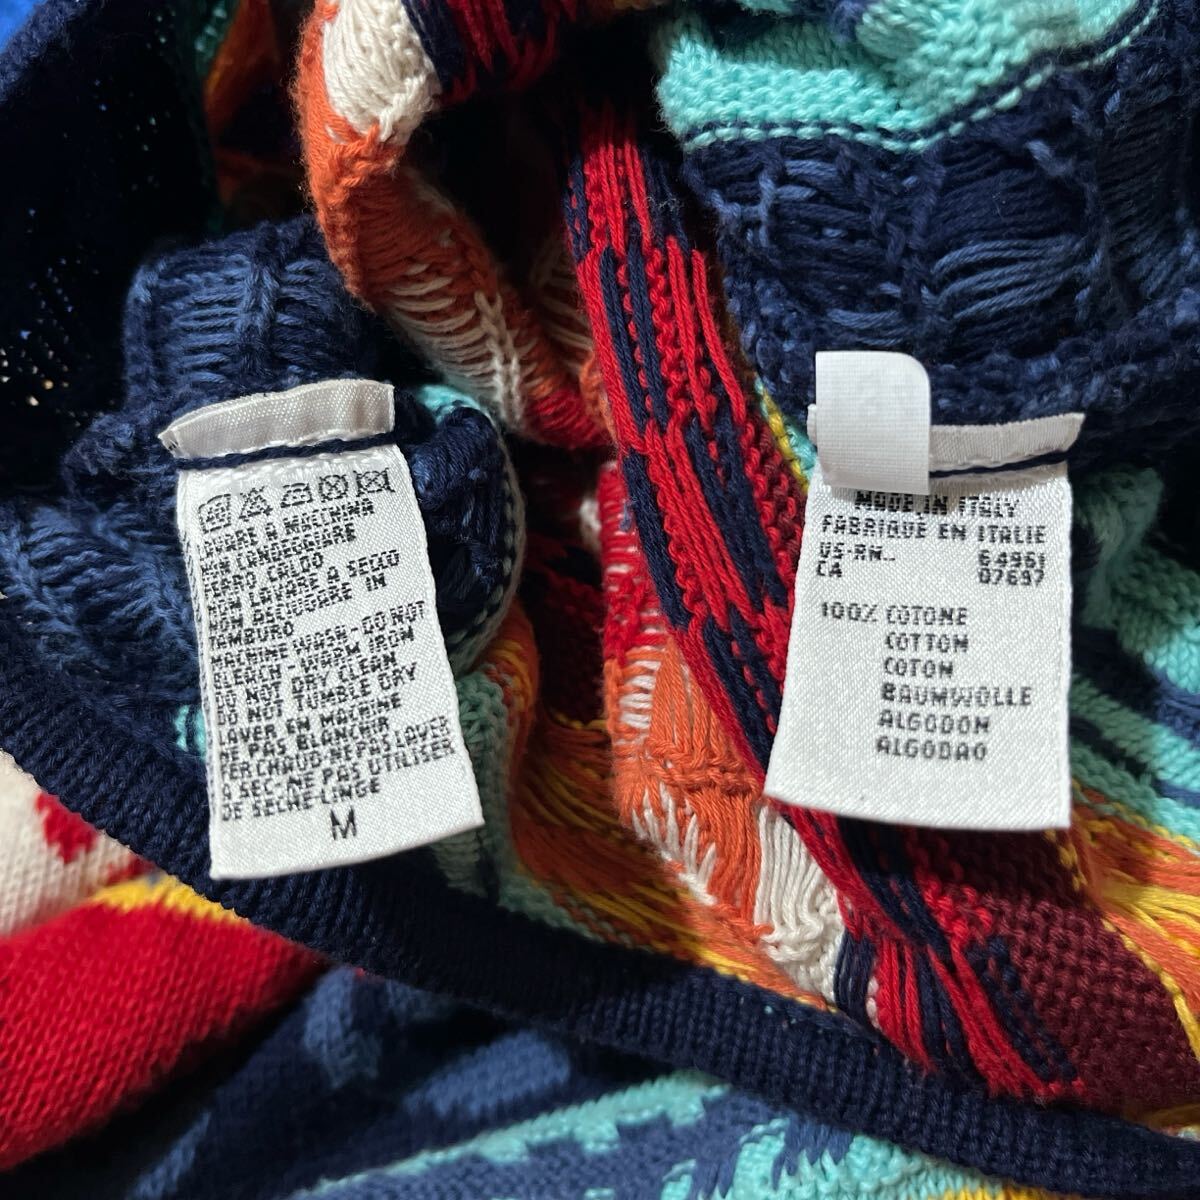 LAVARE A MACCHINA
NON CANDEGGIARE
FERRO CALDO
NON LAVARE A SECCO
NON ASCIUGARE IN
TAMBURO
MACHINE WASH-DO NOT
BLEACH-WARM IRON
DO NOT DRY CLEAN
DO NOT TUMBLE DRY
LAVER EN MACHINE
NE PAS BLANCHIR
FER CHAUD-NE PAS LAVER
A SEC-NE PAS UTILISER
DE SECHE-LINGE
M
MADE IN ITALY
FABRIQUE EN ITALIE
US-RN.. 64961
CA 07697
100% COTONE
COTTON
COTON
BAUMWOLLE
ALGODON
ALGODAO